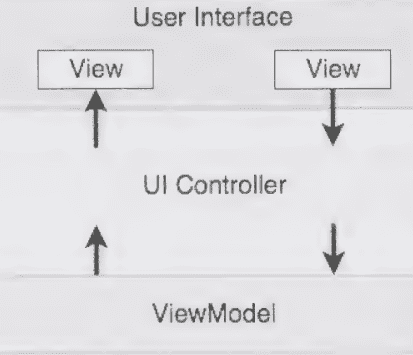 User Interface
View View
UI Controller
ViewModel